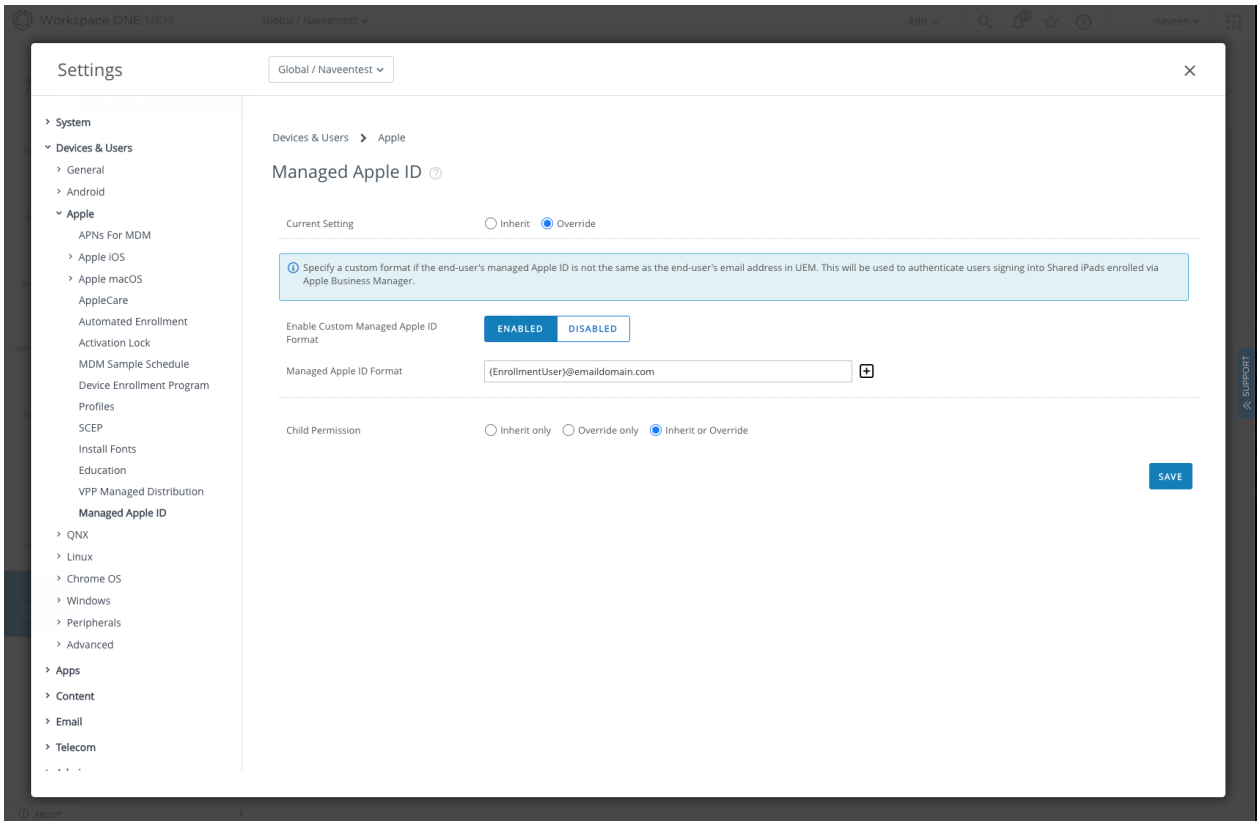 Workspace ONE UEM
Global / Naveentest
Add
naveen
Settings
Global / Naveentest
System
Devices & Users
General
Android
Apple
APNs For MDM
Apple iOS
Apple macOS
AppleCare
Automated Enrollment
Activation Lock
MDM Sample Schedule
Device Enrollment Program
Profiles
SCEP
Install Fonts
Education
VPP Managed Distribution
Managed Apple ID
QNX
Linux
Chrome OS
Windows
Peripherals
Advanced
Apps
Content
Email
Telecom
Devices & Users > Apple
Managed Apple ID
Current Setting
Inherit
Override
Specify a custom format if the end-user's managed Apple ID is not the same as the end-user's email address in UEM. This will be used to authenticate users signing into Shared iPads enrolled via
Apple Business Manager.
Enable Custom Managed Apple ID
Format
ENABLED
DISABLED
Managed Apple ID Format
{EnrollmentUser}@emaildomain.com
Child Permission
Inherit only
Override only
Inherit or Override
SAVE
SUPPORT
ABOUT